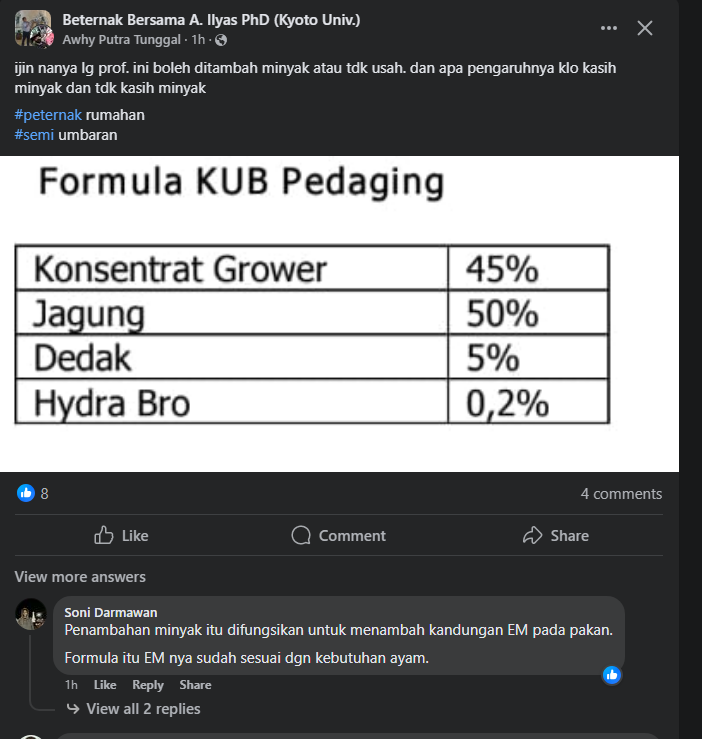 Beternak Bersama A. Ilyas PhD (Kyoto Univ.)
Awhy Putra Tunggal · 1h ·
ijin nanya lg prof. ini boleh ditambah minyak atau tdk usah. dan apa pengaruhnya klo kasih
minyak dan tdk kasih minyak
#peternak rumahan
#semi umbaran
Formula KUB Pedaging
Konsentrat Grower 45%
Jagung 50%
Dedak 5%
Hydra Bro 0,2%
8 4 comments
Like Comment Share
View more answers
Soni Darmawan
Penambahan minyak itu difungsikan untuk menambah kandungan EM pada pakan.
Formula itu EM nya sudah sesuai dgn kebutuhan ayam.
1h Like Reply Share
View all 2 replies